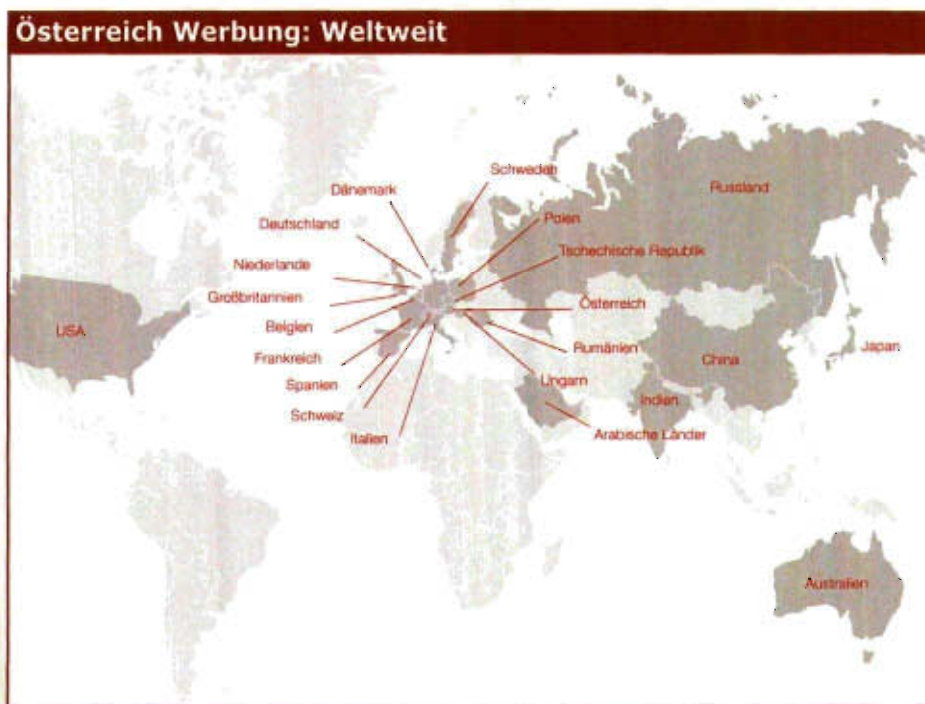 Österreich Werbung: Weltweit
Schweden
Dänemark
Russland
Polen
Deutschland
Tschechische Republik
Niederlande
Großbritannien
Österreich
USA
Belgien
Rumänien
Japan
Frankreich
China
Ungarn
Spanien
Indien
Schweiz
Arabische Länder
Italien
Australien